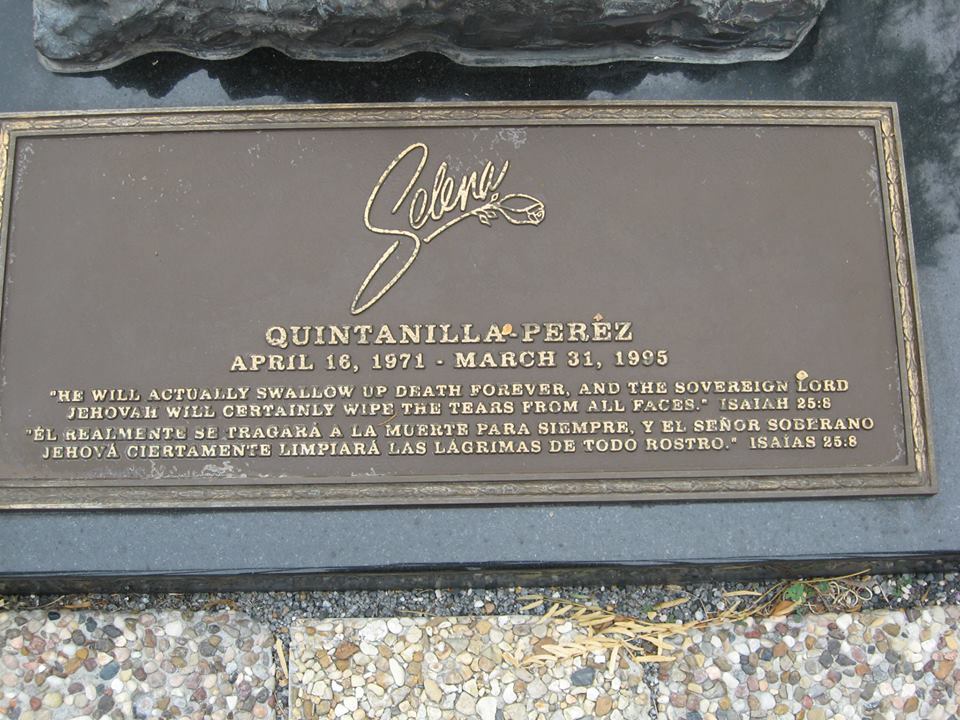 Selena
QUINTANILLA-PERÉZ
APRIL 16, 1971 - MARCH 31, 1995
"HE WILL ACTUALLY SWALLOW UP DEATH FOREVER, AND THE SOVEREIGN LORD
JEHOVAH WILL CERTAINLY WIPE THE TEARS FROM ALL FACES." ISAIAH 25:8
"ÉL REALMENTE SE TRAGARÁ A LA MUERTE PARA SIEMPRE, Y EL SEÑOR SOBERANO
JEHOVÁ CIERTAMENTE LIMPIARÁ LAS LÁGRIMAS DE TODO ROSTRO." ISAÍAS 25:8